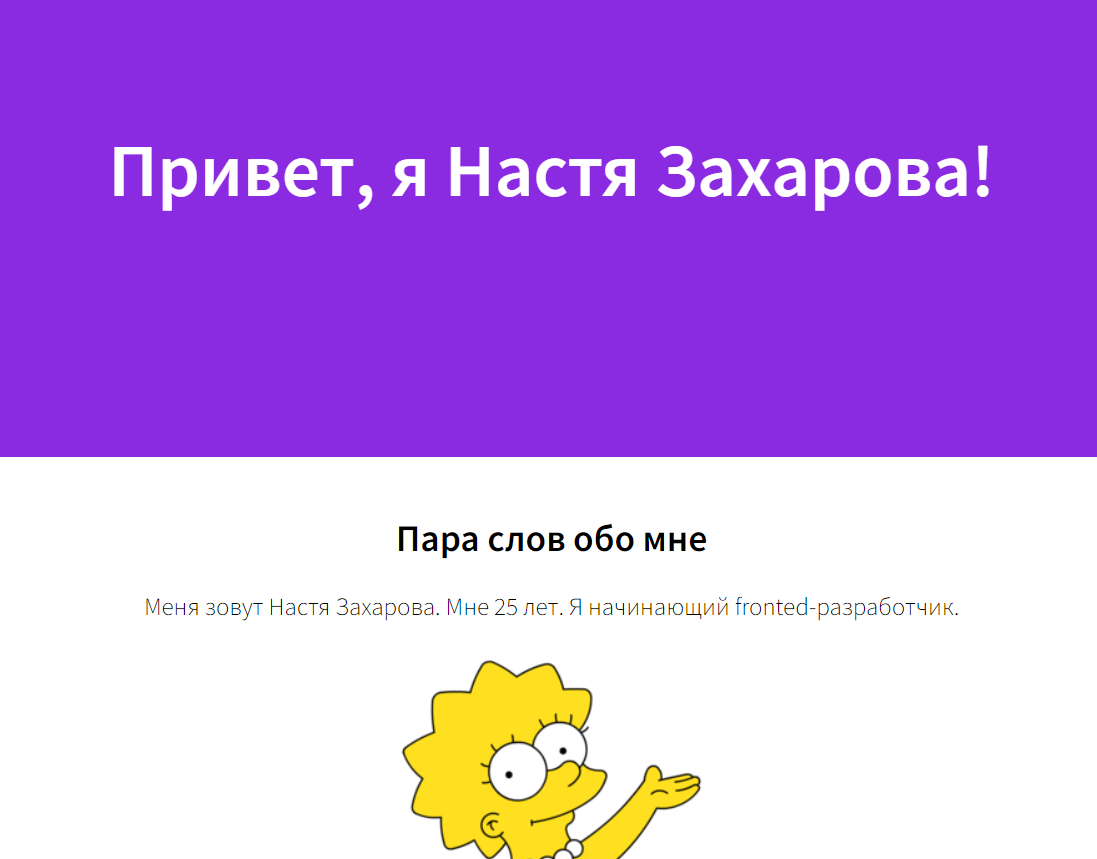 Привет, я Настя Захарова!
Пара слов обо мне
Меня зовут Настя Захарова. Мне 25 лет. Я начинающий fronted-разработчик.